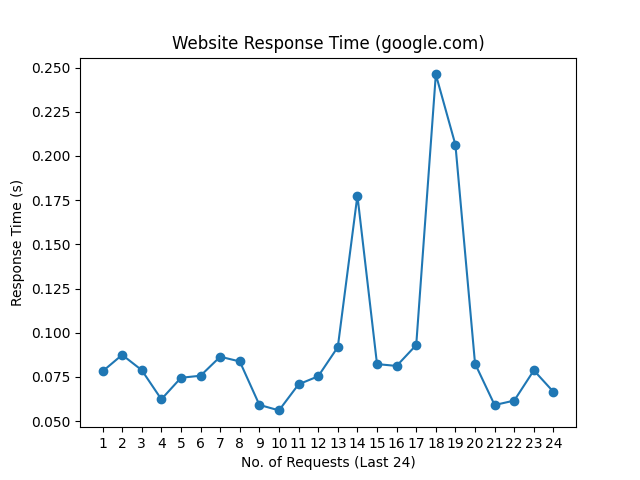 Website Response Time (google.com)
0.250
0.225
0.200
0.175
0.150
0.125
0.100
0.075
0.050
Response Time (s)
1 2 3 4 5 6 7 8 9 10 11 12 13 14 15 16 17 18 19 20 21 22 23 24
No. of Requests (Last 24)